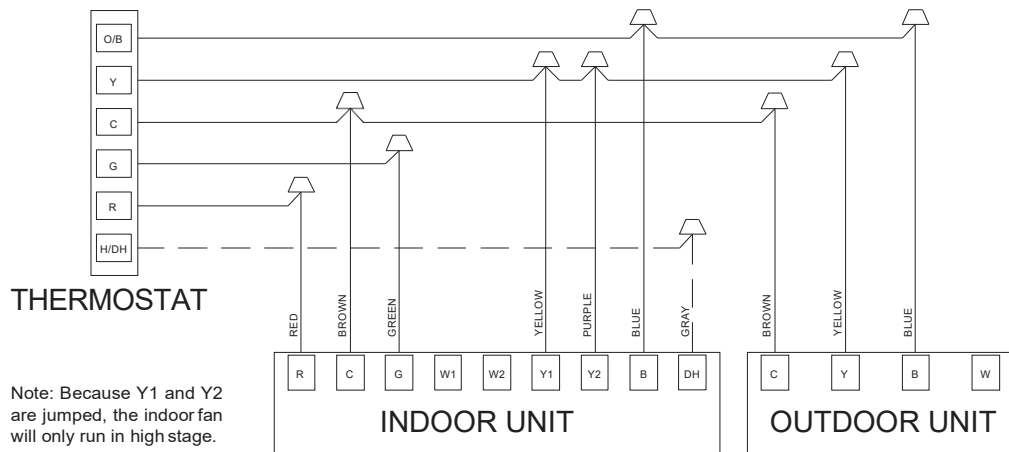 O/B
Y
C
G
R
H/DH
THERMOSTAT
RED
BROWN
GREEN
YELLOW
PURPLE
BLUE
GRAY
BROWN
YELLOW
BLUE
R C G W1 W2 Y1 Y2 B DH
C Y B W
INDOOR UNIT
OUTDOOR UNIT
Note: Because Y1 and Y2
are jumped, the indoor fan
will only run in high stage.